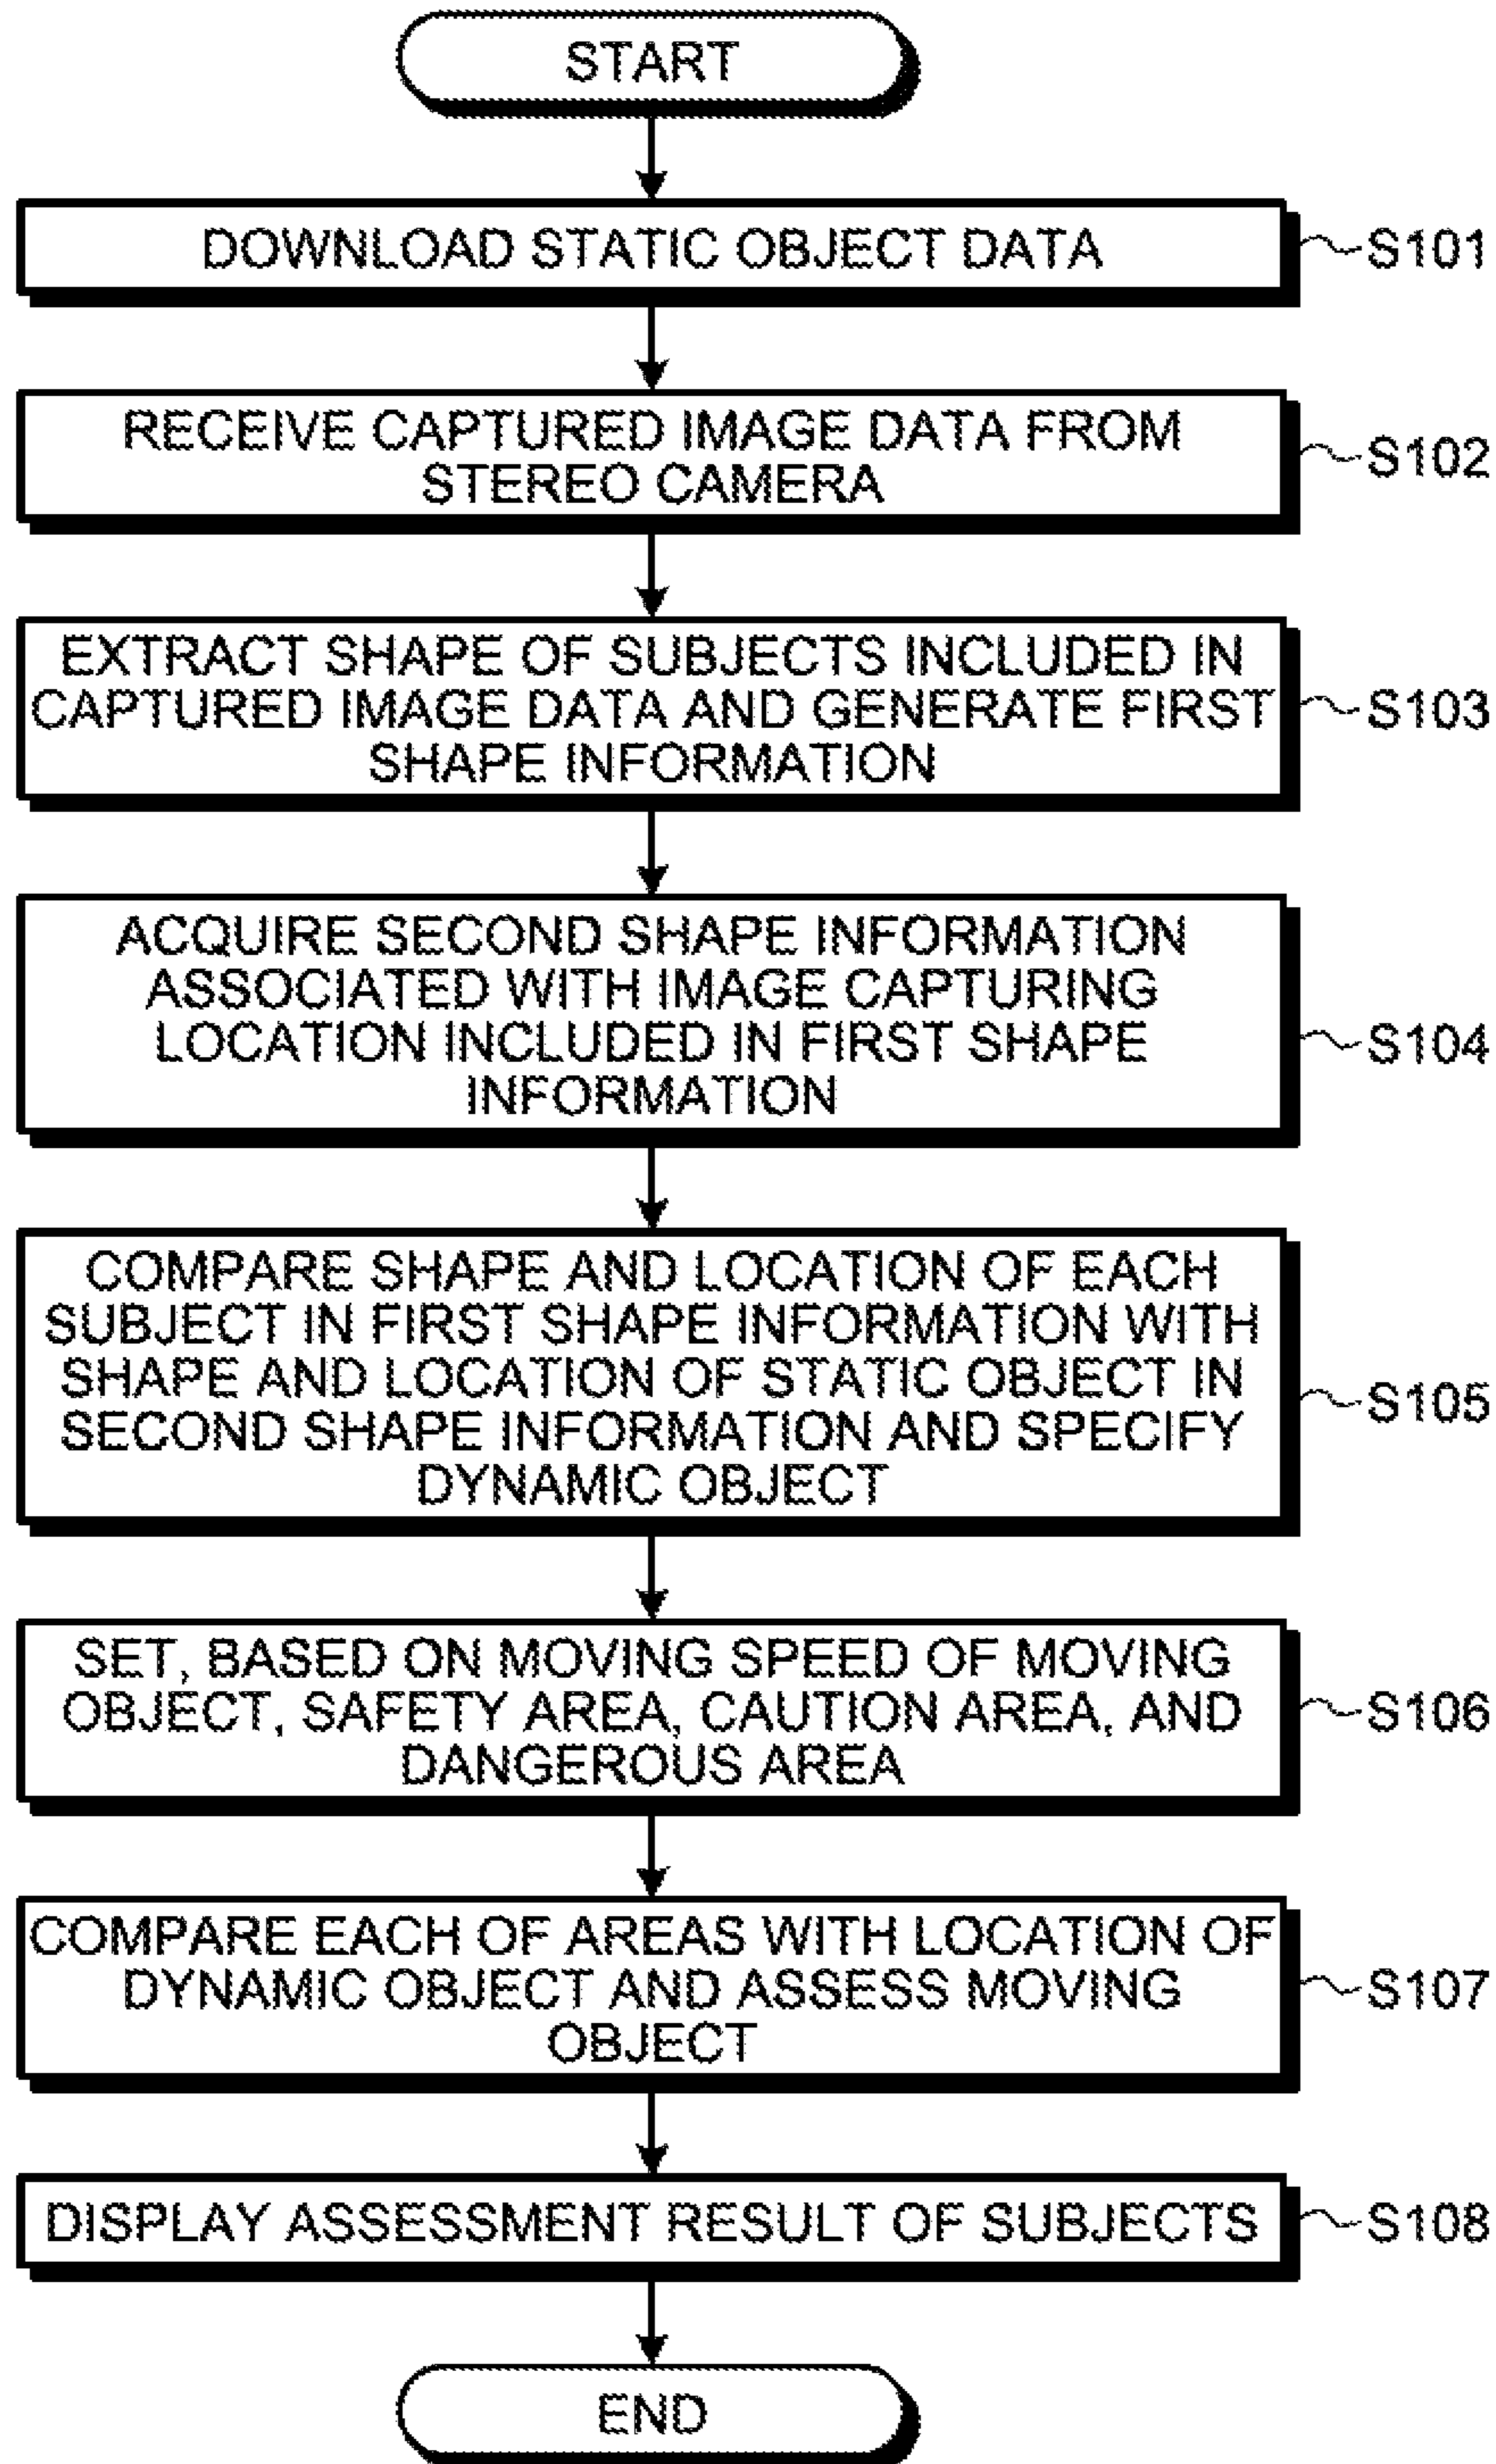 START
DOWNLOAD STATIC OBJECT DATA
S101
RECEIVE CAPTURED IMAGE DATA FROM
STEREO CAMERA
S102
EXTRACT SHAPE OF SUBJECTS INCLUDED IN
CAPTURED IMAGE DATA AND GENERATE FIRST
SHAPE INFORMATION
S103
ACQUIRE SECOND SHAPE INFORMATION
ASSOCIATED WITH IMAGE CAPTURING
LOCATION INCLUDED IN FIRST SHAPE
INFORMATION
S104
COMPARE SHAPE AND LOCATION OF EACH
SUBJECT IN FIRST SHAPE INFORMATION WITH
SHAPE AND LOCATION OF STATIC OBJECT IN
SECOND SHAPE INFORMATION AND SPECIFY
DYNAMIC OBJECT
S105
SET, BASED ON MOVING SPEED OF MOVING
OBJECT, SAFETY AREA, CAUTION AREA, AND
DANGEROUS AREA
S106
COMPARE EACH OF AREAS WITH LOCATION OF
DYNAMIC OBJECT AND ASSESS MOVING
OBJECT
S107
DISPLAY ASSESSMENT RESULT OF SUBJECTS
S108
END